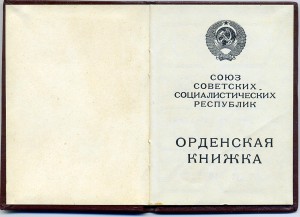 СОЮЗ
СОВЕТСКИХ
СОЦИАЛИСТИЧЕСКИХ
РЕСПУБЛИК
ОРДЕНСКАЯ
КНИЖКА